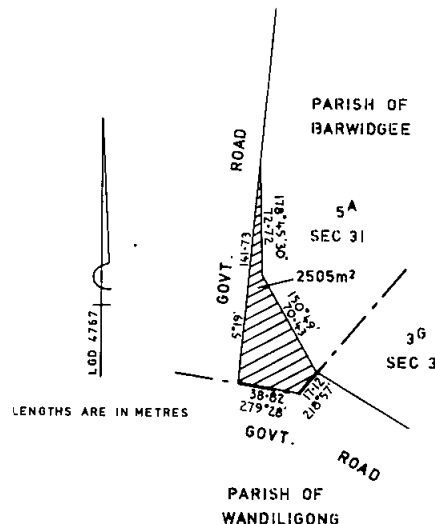 PARISH OF
BARWIDGEE
ROAD
178° 45' 30"
72·72
5A
SEC 31
141·73
2505m²
GOVT.
150° 49'
70·43
5° 19'
3G
SEC 3
LGD 4767
38·82
279° 28'
17·12
218° 57'
LENGTHS ARE IN METRES
GOVT.
ROAD
PARISH OF
WANDILIGONG